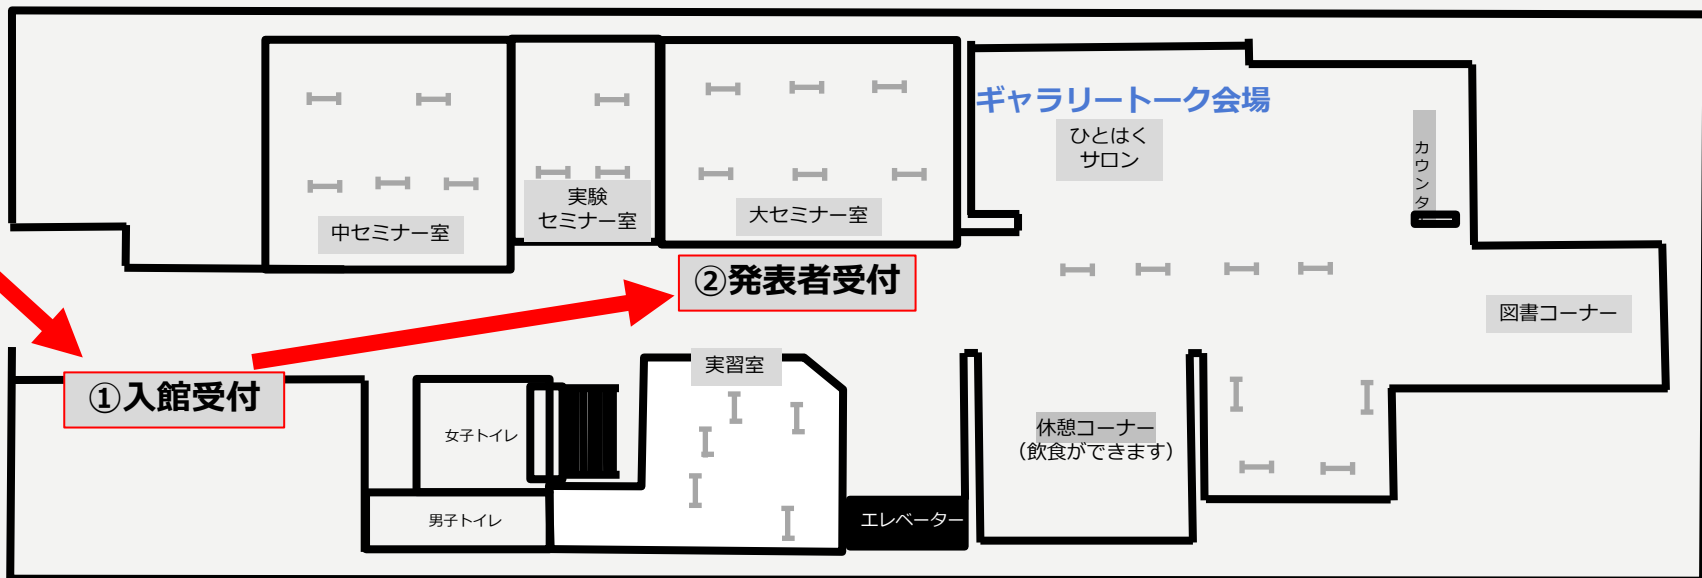 ギャラリートーク会場
ひとはく
サロン
カウンタ
実験
セミナー室
大セミナー室
中セミナー室
②発表者受付
図書コーナー
実習室
①入館受付
女子トイレ
休憩コーナー
（飲食ができます）
男子トイレ
エレベーター